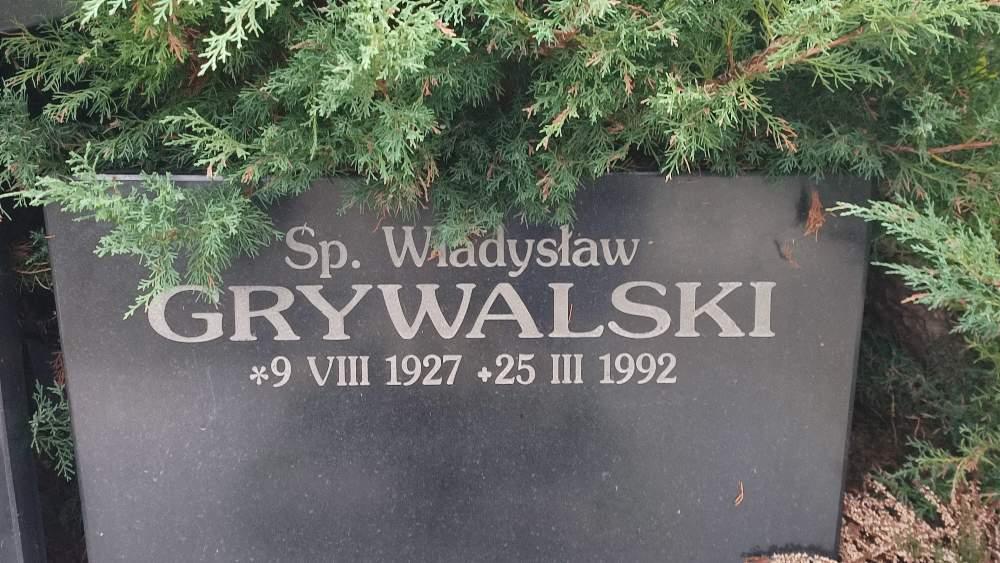 Sp. Władysław
GRYWALSKI
*9 VIII 1927 +25 III 1992